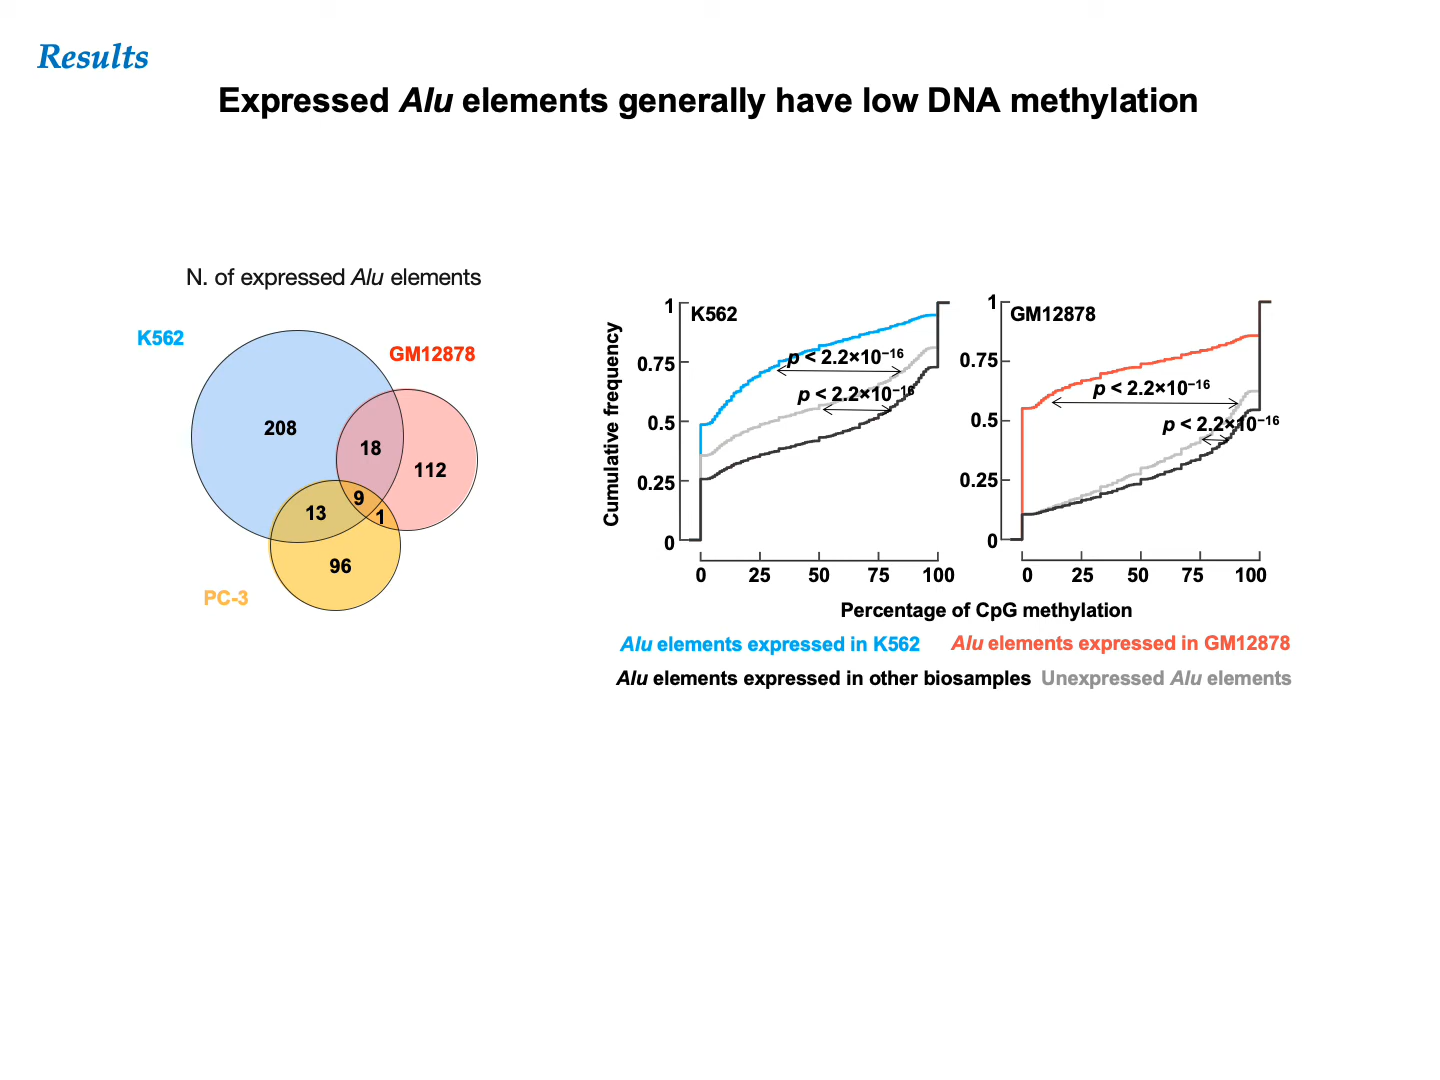 Results
Expressed Alu elements generally have low DNA methylation
N. of expressed Alu elements
K562
GM12878
208
18
112
9
13
1
96
PC-3
Cumulative frequency
1
0.75
0.5
0.25
0
K562
p < 2.2×10−16
p < 2.2×10−16
0 25 50 75 100
1
0.75
0.5
0.25
0
GM12878
p < 2.2×10−16
p < 2.2×10−16
0 25 50 75 100
Percentage of CpG methylation
Alu elements expressed in K562 Alu elements expressed in GM12878
Alu elements expressed in other biosamples Unexpressed Alu elements